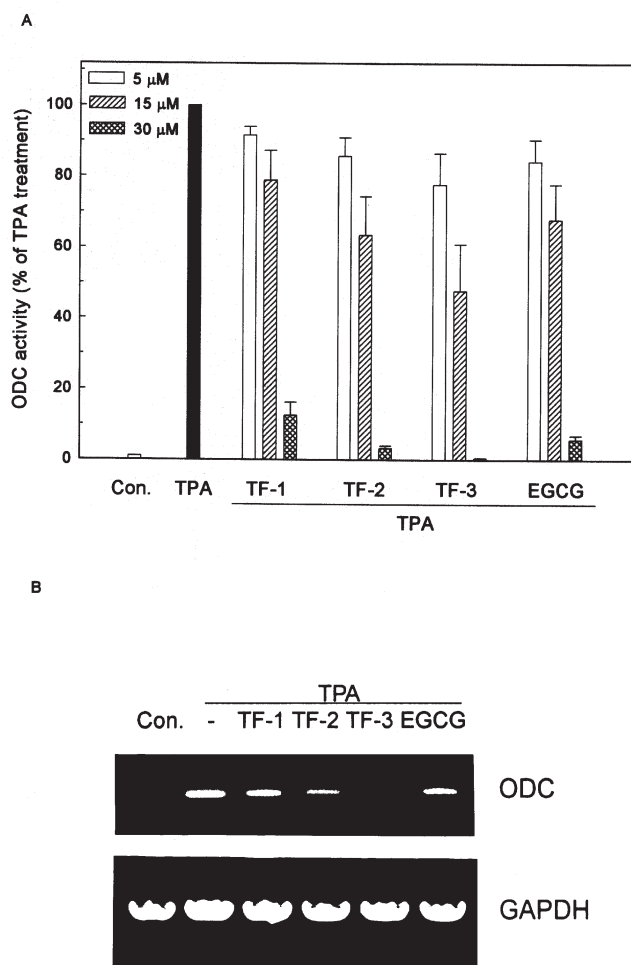 A
5 µM
15 µM
30 µM
ODC activity (% of TPA treatment)
100
80
60
40
20
0
Con. TPA TF-1 TF-2 TF-3 EGCG
TPA
B
TPA
Con. - TF-1 TF-2 TF-3 EGCG
ODC
GAPDH